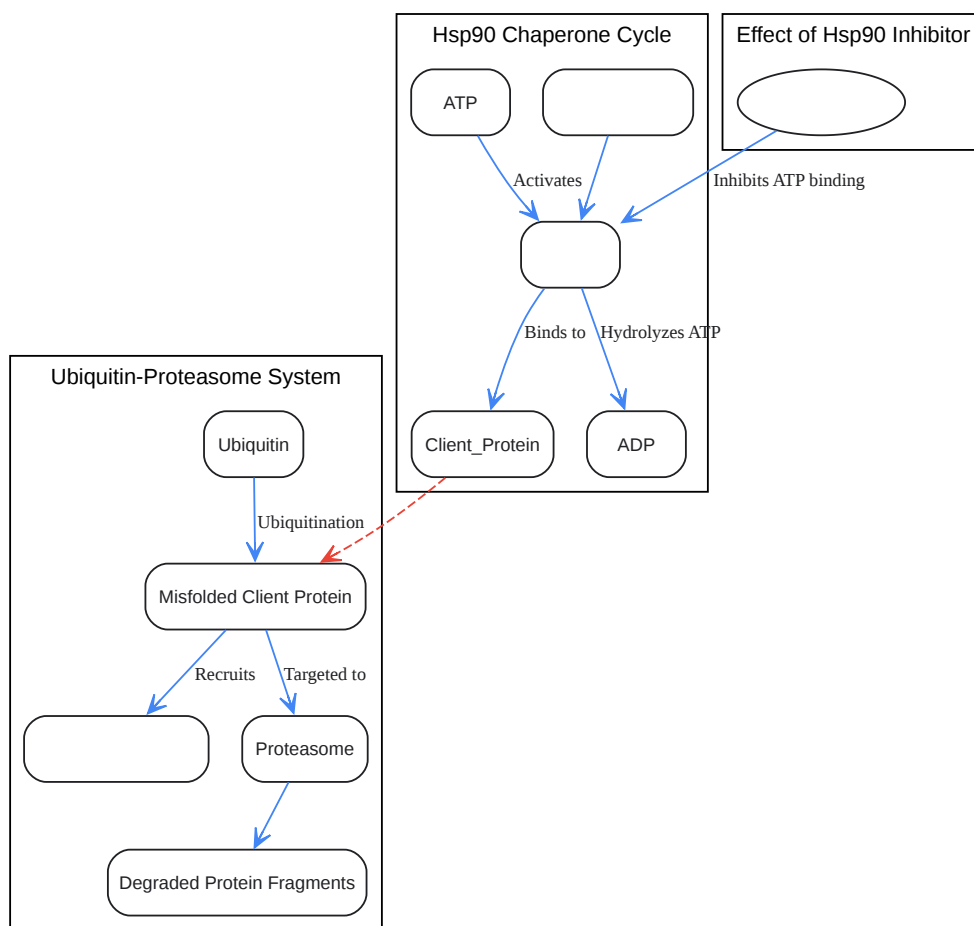 Hsp90 Chaperone Cycle
Effect of Hsp90 Inhibitor
ATP
Activates
Inhibits ATP binding
Binds to
Hydrolyzes ATP
Ubiquitin-Proteasome System
Ubiquitin
Client_Protein
ADP
Ubiquitination
Misfolded Client Protein
Recruits
Targeted to
Proteasome
Degraded Protein Fragments